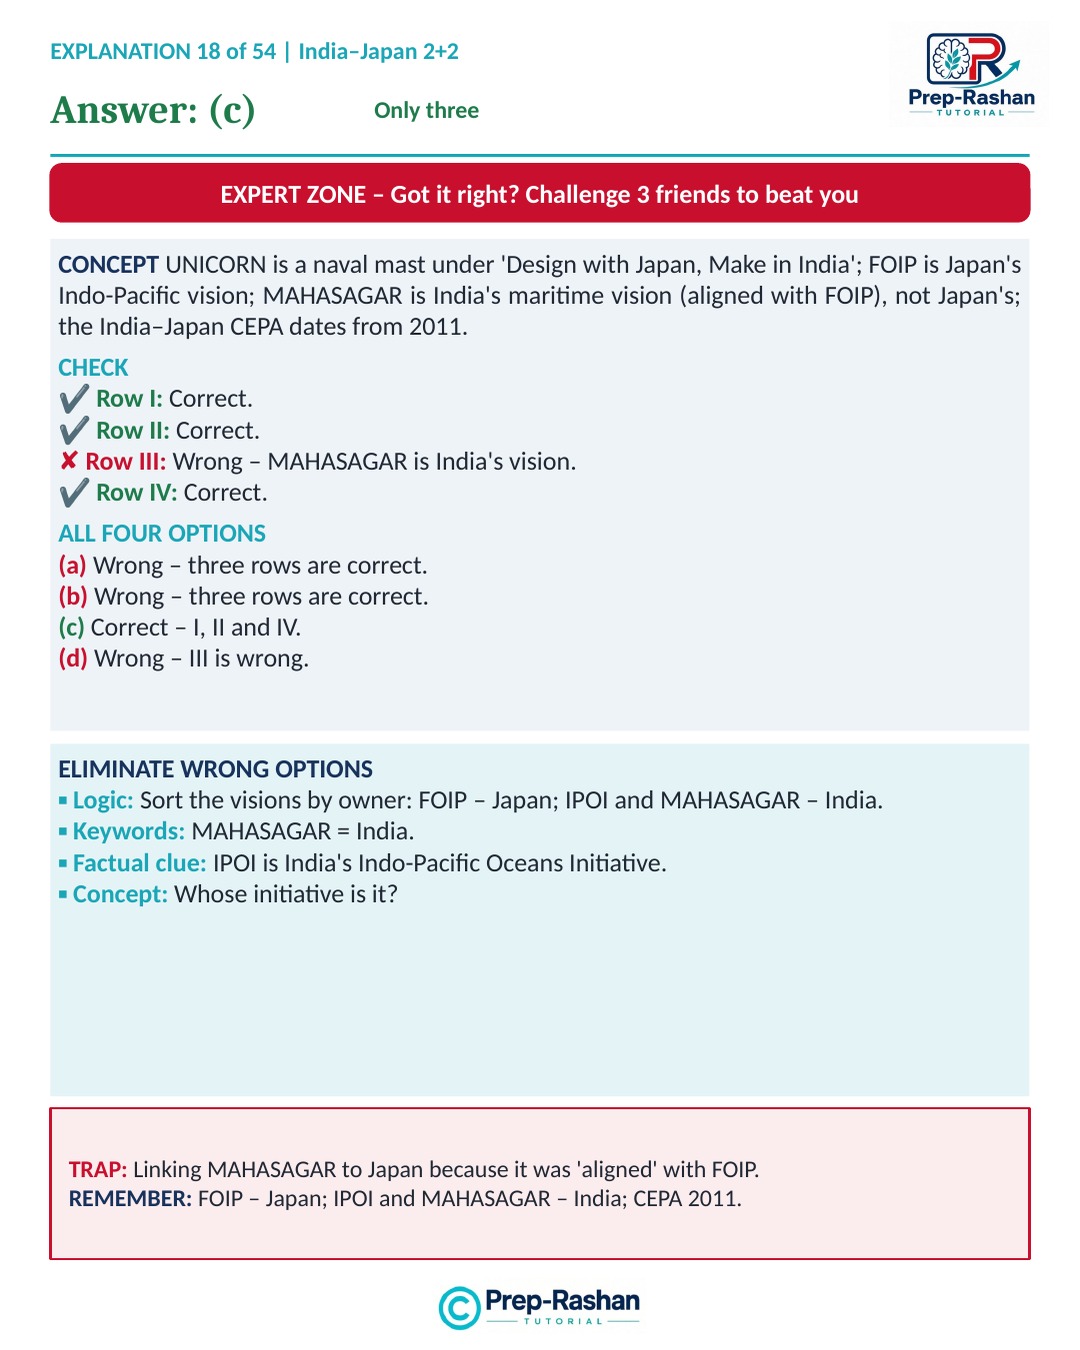 EXPLANATION 18 of 54 | India–Japan 2+2
Prep-Rashan
TUTORIAL
Answer: (c) Only three
EXPERT ZONE – Got it right? Challenge 3 friends to beat you
CONCEPT UNICORN is a naval mast under 'Design with Japan, Make in India'; FOIP is Japan's
Indo-Pacific vision; MAHASAGAR is India's maritime vision (aligned with FOIP), not Japan's;
the India–Japan CEPA dates from 2011.
CHECK
✔ Row I: Correct.
✔ Row II: Correct.
✘ Row III: Wrong – MAHASAGAR is India's vision.
✔ Row IV: Correct.
ALL FOUR OPTIONS
(a) Wrong – three rows are correct.
(b) Wrong – three rows are correct.
(c) Correct – I, II and IV.
(d) Wrong – III is wrong.
ELIMINATE WRONG OPTIONS
▪ Logic: Sort the visions by owner: FOIP – Japan; IPOI and MAHASAGAR – India.
▪ Keywords: MAHASAGAR = India.
▪ Factual clue: IPOI is India's Indo-Pacific Oceans Initiative.
▪ Concept: Whose initiative is it?
TRAP: Linking MAHASAGAR to Japan because it was 'aligned' with FOIP.
REMEMBER: FOIP – Japan; IPOI and MAHASAGAR – India; CEPA 2011.
© Prep-Rashan
TUTORIAL